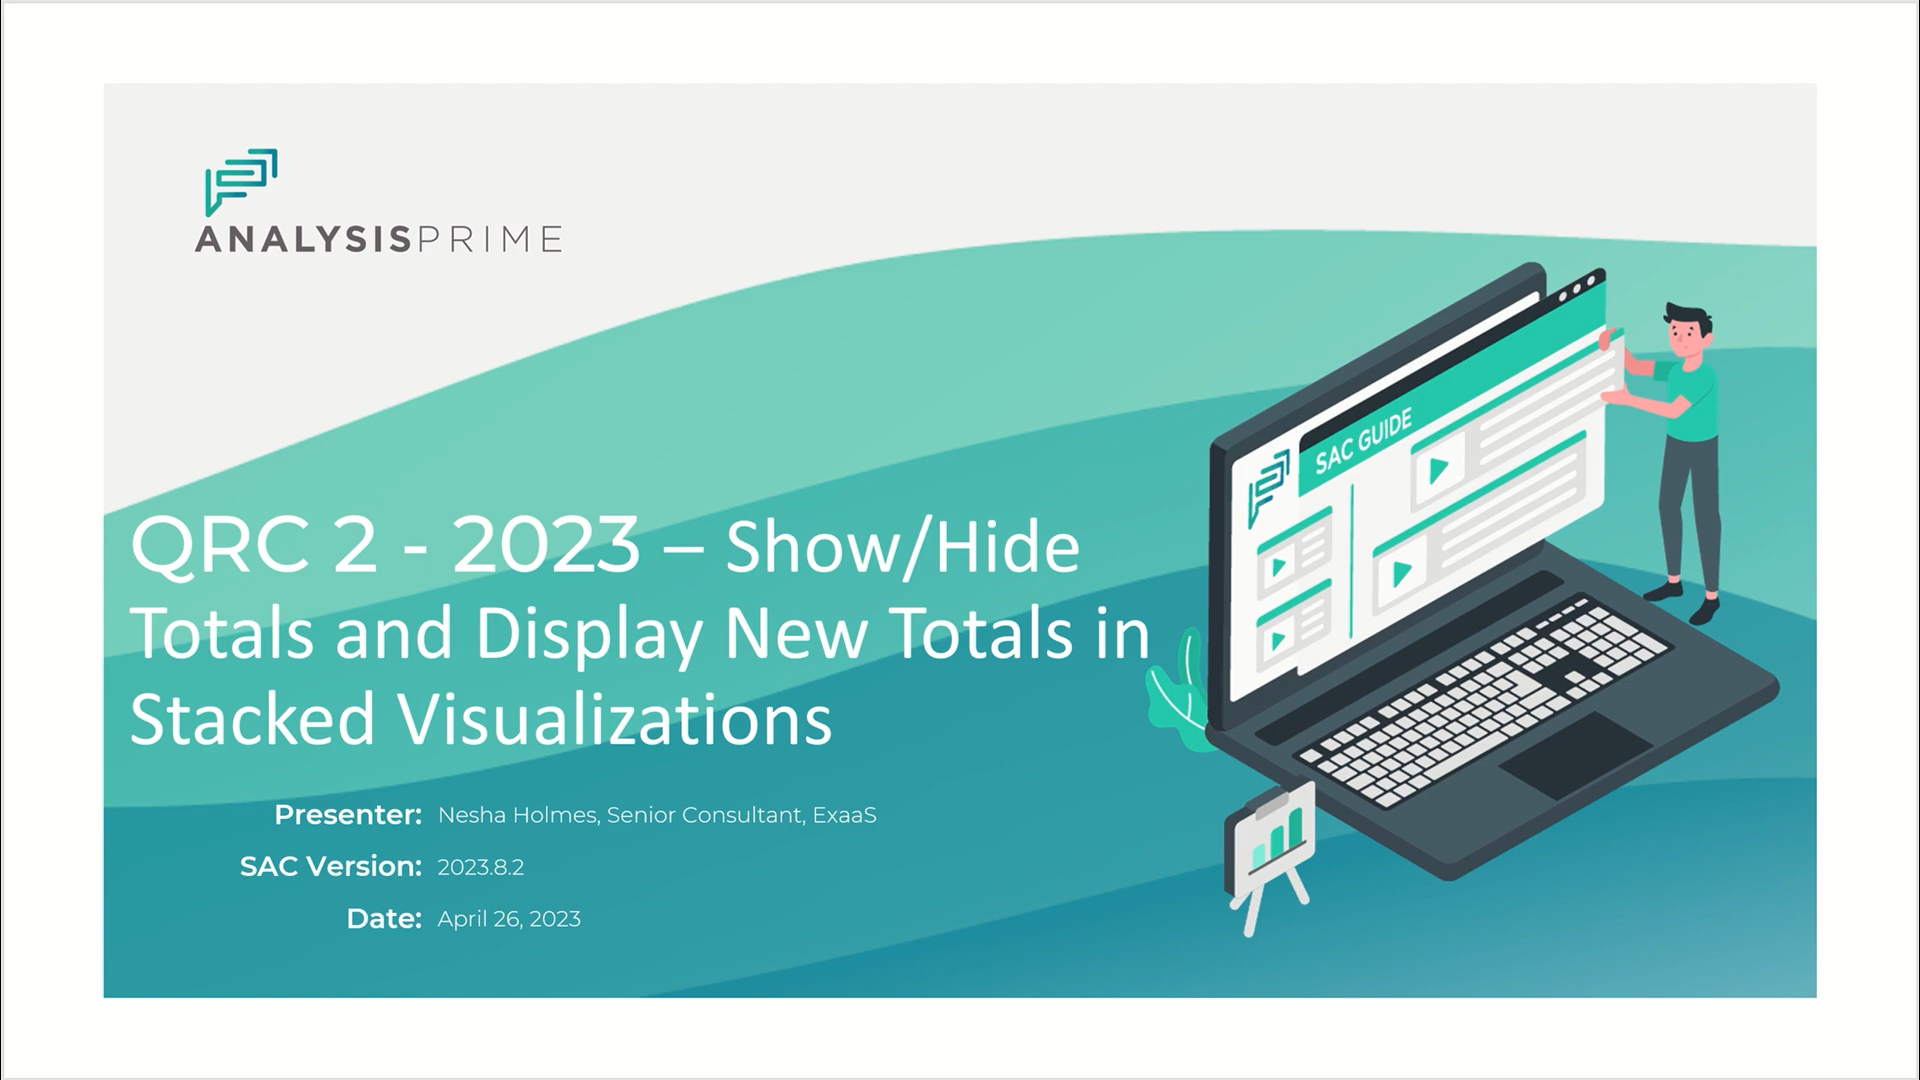 ANALYSISPRIME
SAC GUIDE
QRC 2 - 2023 – Show/Hide
Totals and Display New Totals in
Stacked Visualizations
Presenter: Nesha Holmes, Senior Consultant, ExaaS
SAC Version: 2023.8.2
Date: April 26, 2023